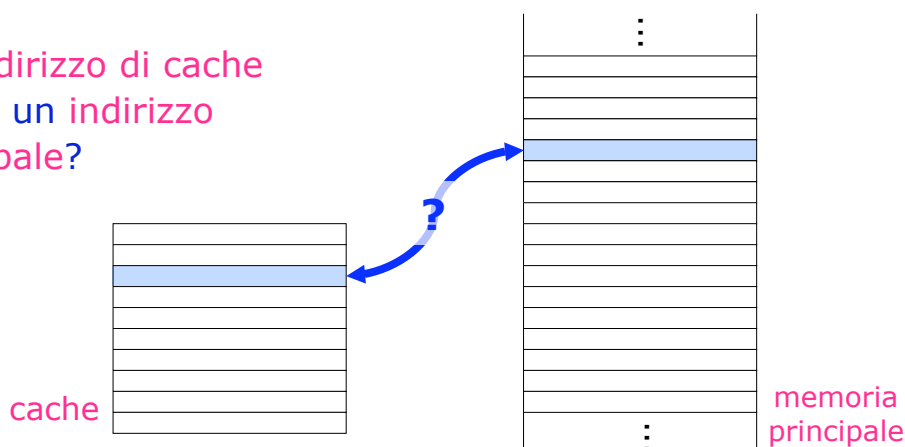 dirizzo di cache
un indirizzo
pale?
?
cache
memoria
principale